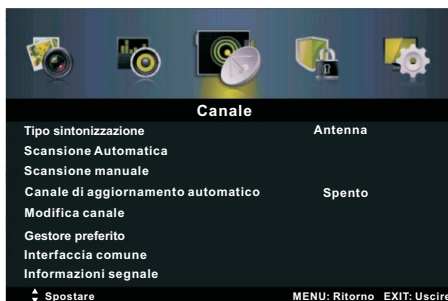 Canale
Tipo sintonizzazione Antenna
Scansione Automatica
Scansione manuale
Canale di aggiornamento automatico Spento
Modifica canale
Gestore preferito
Interfaccia comune
Informazioni segnale
Spostare MENU: Ritorno EXIT: Uscire